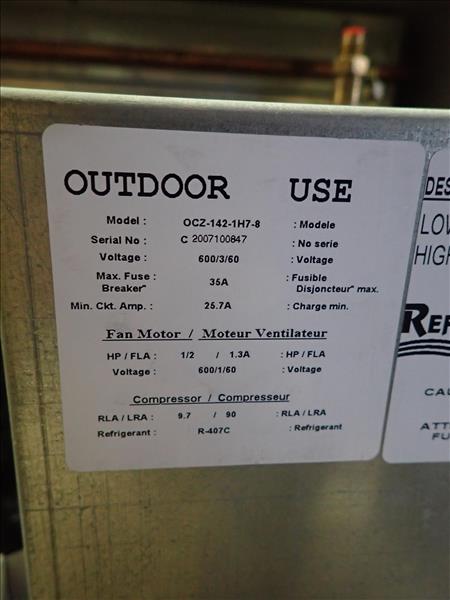 OUTDOOR USE
Model : OCZ-142-1H7-8 : Modele
Serial No : C 2007100847 : No serie
Voltage : 600/3/60 : Voltage
Max. Fuse : 35A : Fusible
Breaker" Disjoncteur" max.
Min. Ckt. Amp. : 25.7A : Charge min.
Fan Motor / Moteur Ventilateur
HP / FLA : 1/2 / 1.3A : HP / FLA
Voltage : 600/1/60 : Voltage
Compressor / Compresseur
RLA / LRA : 9.7 / 90 : RLA / LRA
Refrigerant : R-407C : Refrigerant
DES
LOW
HIGH
REF
CAU
ATT
FU